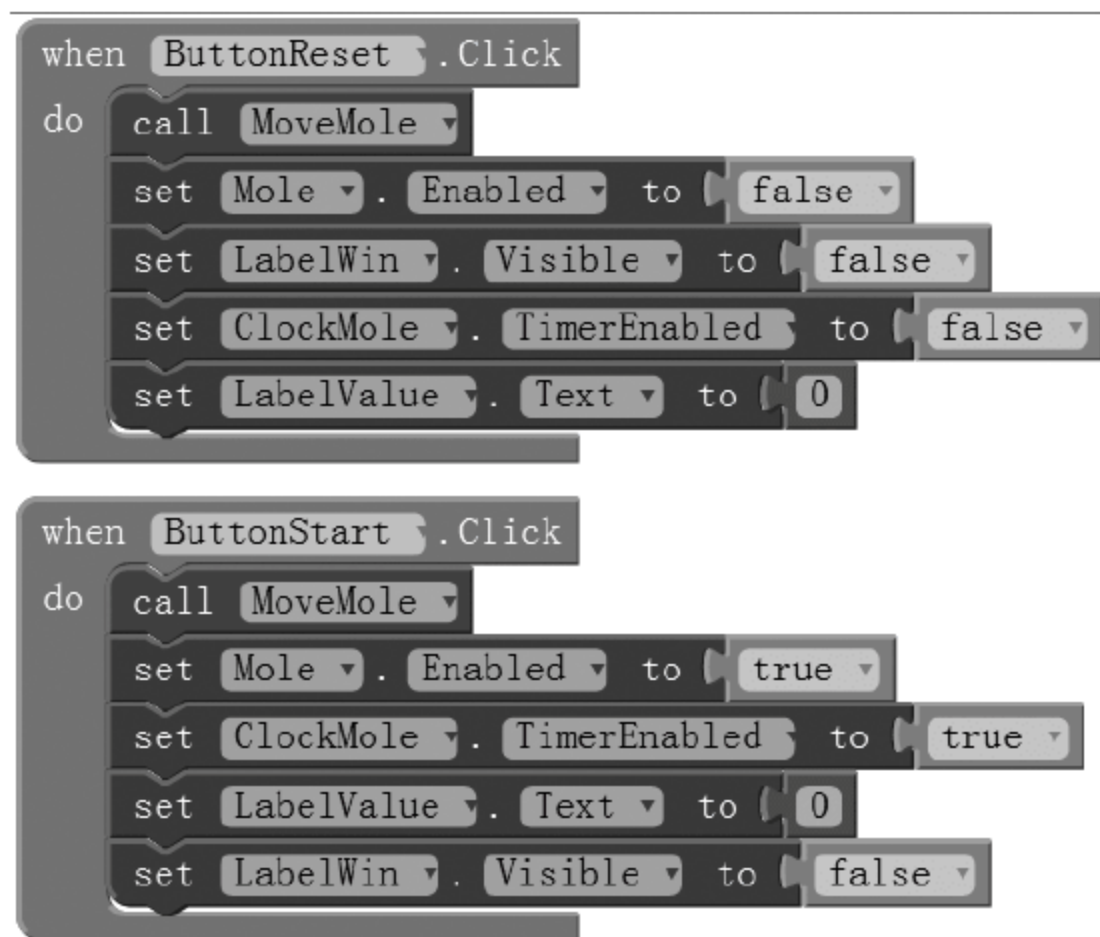 when ButtonReset .Click
do call MoveMole
set Mole . Enabled to false
set LabelWin . Visible to false
set ClockMole . TimerEnabled to false
set LabelValue . Text to 0
when ButtonStart .Click
do call MoveMole
set Mole . Enabled to true
set ClockMole . TimerEnabled to true
set LabelValue . Text to 0
set LabelWin . Visible to false